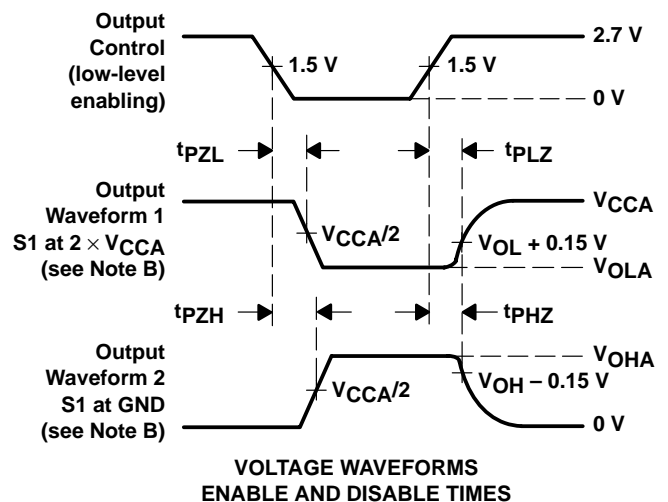 Output
Control
(low-level
enabling)
1.5 V
1.5 V
2.7 V
0 V
tPZL
tPLZ
Output
Waveform 1
S1 at 2 × VCCA
(see Note B)
VCCA/2
VCCA
VOL + 0.15 V
VOLA
tPZH
tPHZ
Output
Waveform 2
S1 at GND
(see Note B)
VCCA/2
VOHA
VOH – 0.15 V
0 V
VOLTAGE WAVEFORMS
ENABLE AND DISABLE TIMES